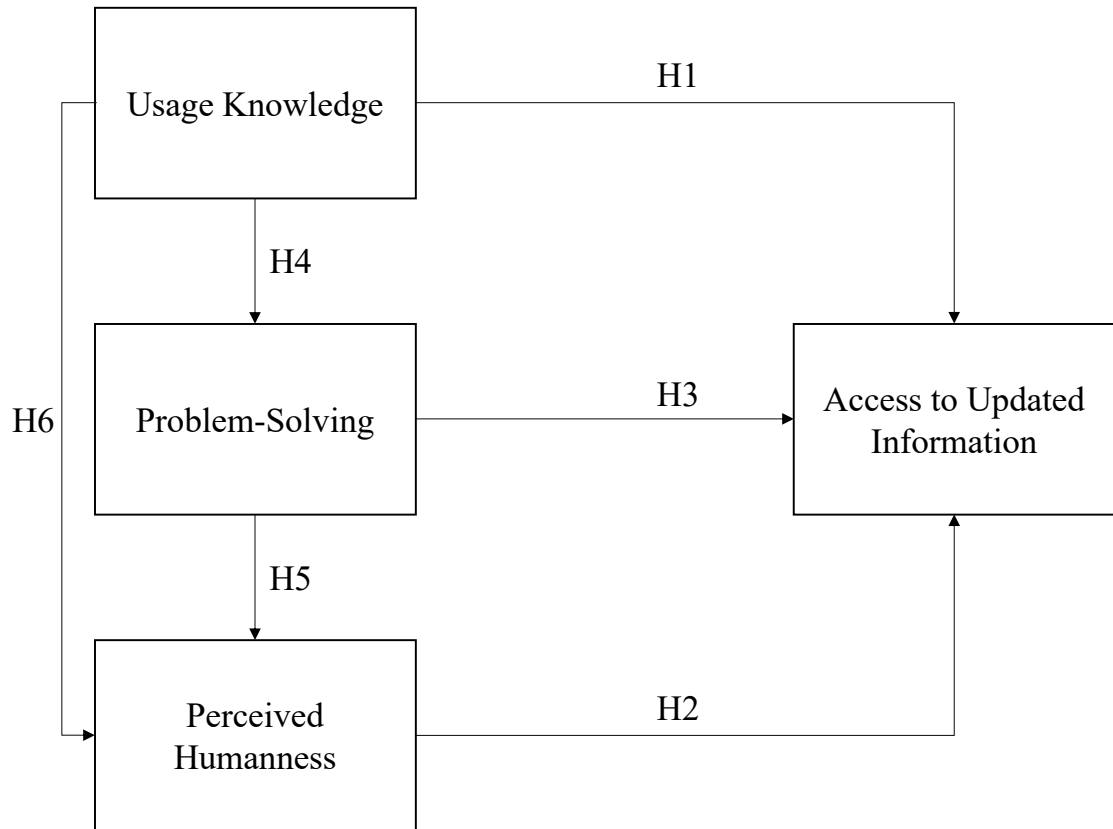 Usage Knowledge
H1
H4
H6
Problem-Solving
H3
Access to Updated
Information
H5
Perceived
Humanness
H2